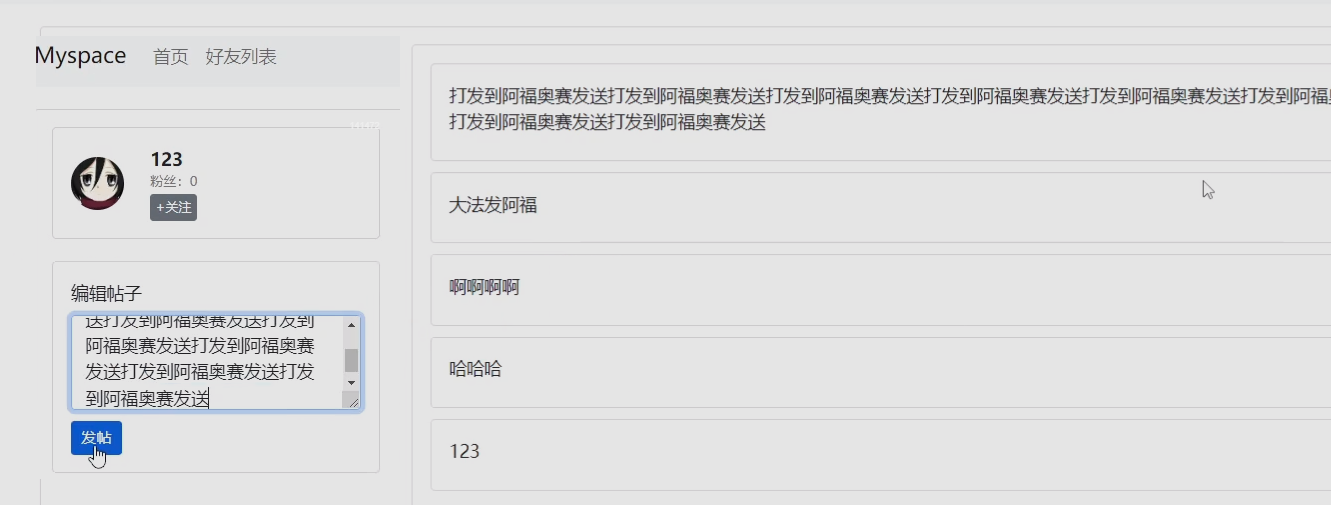 Myspace 首页 好友列表
123
粉丝：0
+关注
编辑帖子
送打发到阿福奥赛发送打发到
阿福奥赛发送打发到阿福奥赛
发送打发到阿福奥赛发送打发
到阿福奥赛发送
发帖
打发到阿福奥赛发送打发到阿福奥赛发送打发到阿福奥赛发送打发到阿福奥赛发送打发到阿福奥赛发送打发到阿福
打发到阿福奥赛发送打发到阿福奥赛发送
大法发阿福
啊啊啊啊
哈哈哈
123